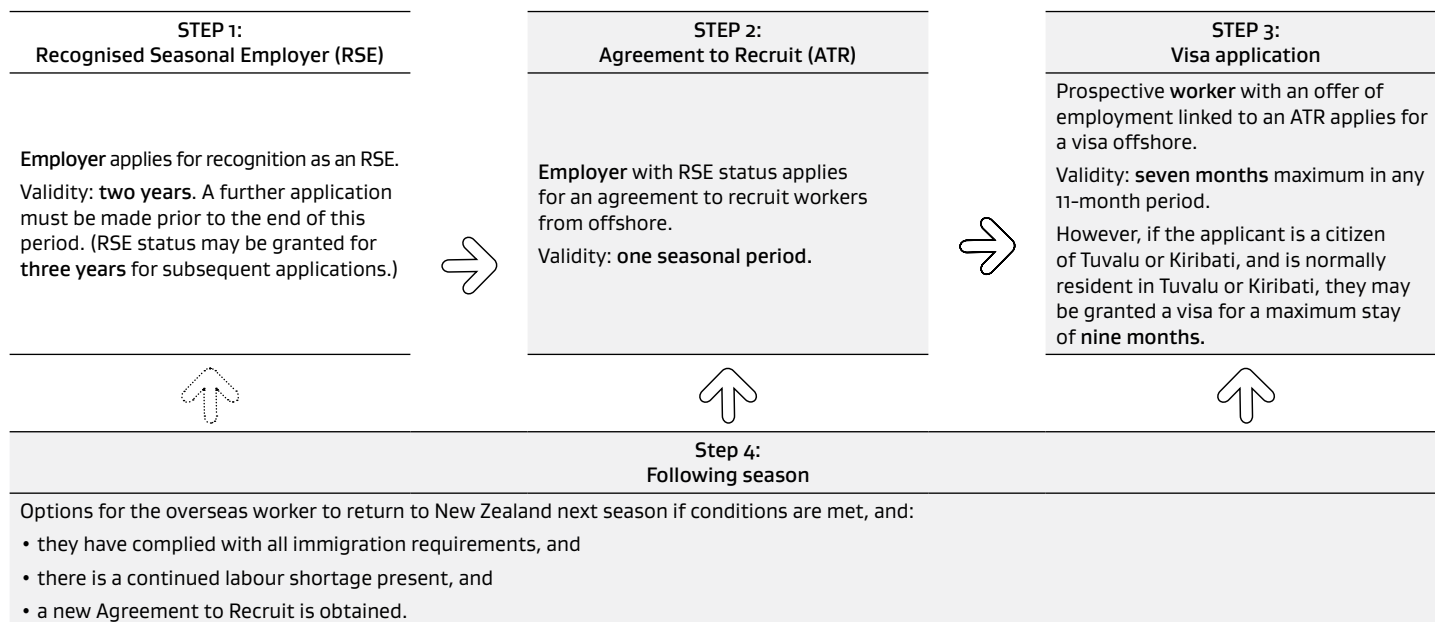 STEP 1:
Recognised Seasonal Employer (RSE)
Employer applies for recognition as an RSE.
Validity: two years. A further application
must be made prior to the end of this
period. (RSE status may be granted for
three years for subsequent applications.)
STEP 2:
Agreement to Recruit (ATR)
Employer with RSE status applies
for an agreement to recruit workers
from offshore.
Validity: one seasonal period.
STEP 3:
Visa application
Prospective worker with an offer of
employment linked to an ATR applies for
a visa offshore.
Validity: seven months maximum in any
11-month period.
However, if the applicant is a citizen
of Tuvalu or Kiribati, and is normally
resident in Tuvalu or Kiribati, they may
be granted a visa for a maximum stay
of nine months.
Step 4:
Following season
Options for the overseas worker to return to New Zealand next season if conditions are met, and:
• they have complied with all immigration requirements, and
• there is a continued labour shortage present, and
• a new Agreement to Recruit is obtained.